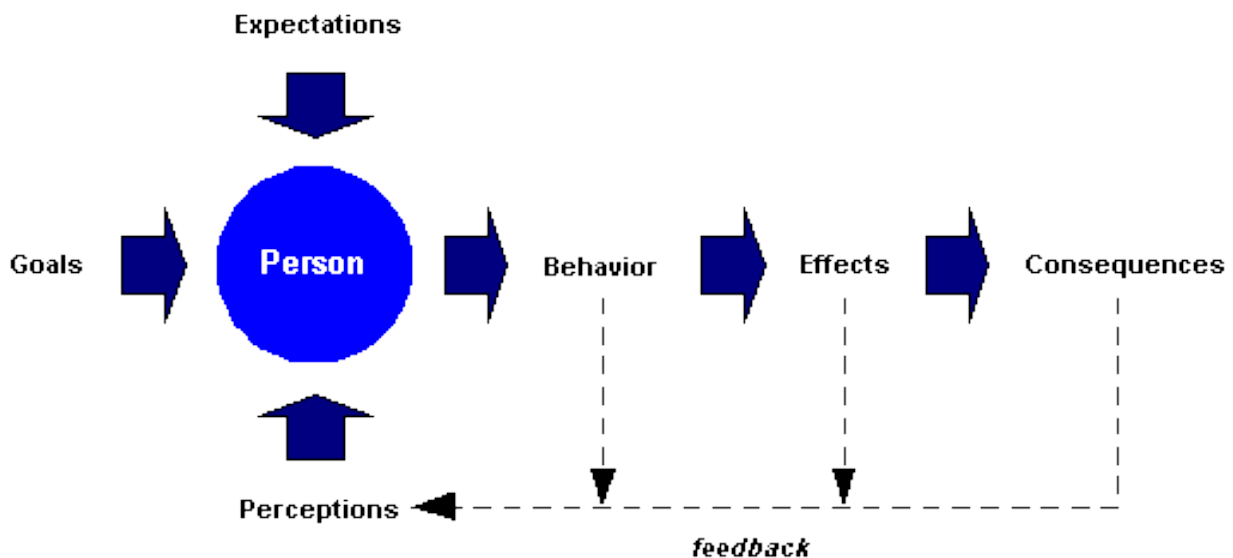 Expectations
Goals
Person
Behavior
Effects
Consequences
Perceptions
feedback